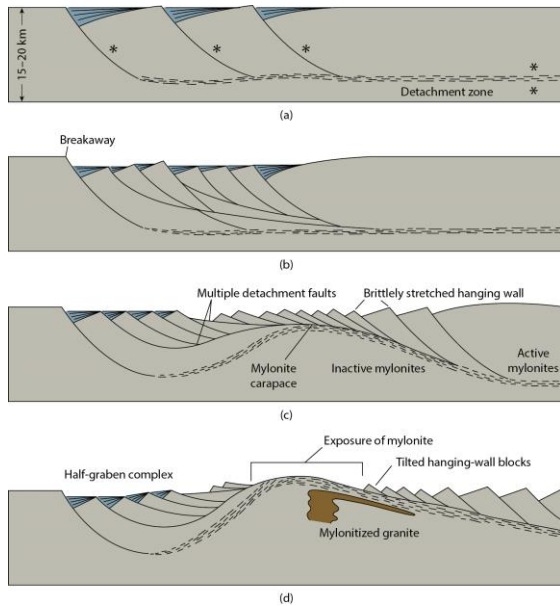 15–20 km
*
*
*
*
Detachment zone
*
(a)
Breakaway
(b)
Multiple detachment faults
Brittlely stretched hanging wall
Mylonite
carapace
Inactive mylonites
Active
mylonites
(c)
Exposure of mylonite
Half-graben complex
Tilted hanging-wall blocks
Mylonitized granite
(d)